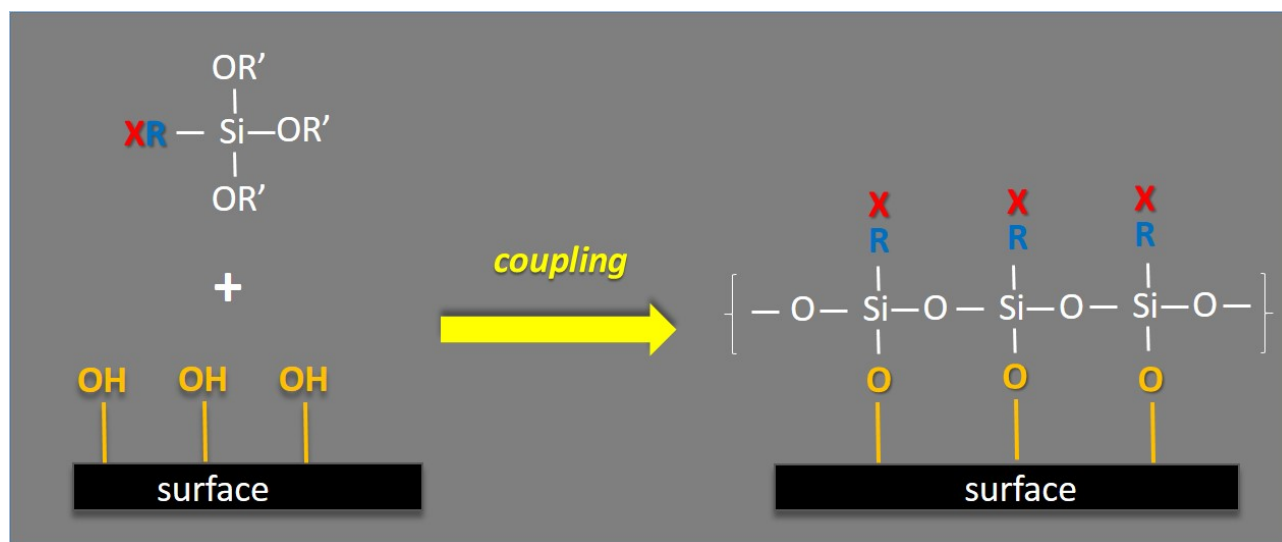 OR’
XR — Si — OR’
OR’
+
OH OH OH
surface
coupling
X X X
R R R
— O — Si — O — Si — O — Si — O —
O O O
surface